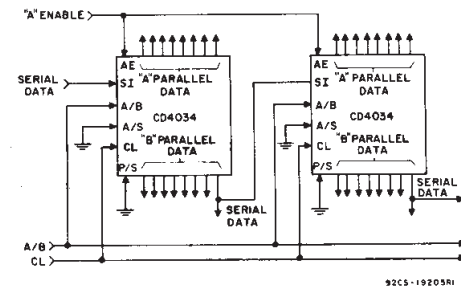 "A" ENABLE
AE
SERIAL DATA
SI
"A" PARALLEL DATA
A/B
CD4034
A/S
"B" PARALLEL DATA
CL
P/S
SERIAL DATA
AE
SI
"A" PARALLEL DATA
A/B
CD4034
A/S
"B" PARALLEL DATA
CL
P/S
SERIAL DATA
A/B
CL
92CS-19205R1